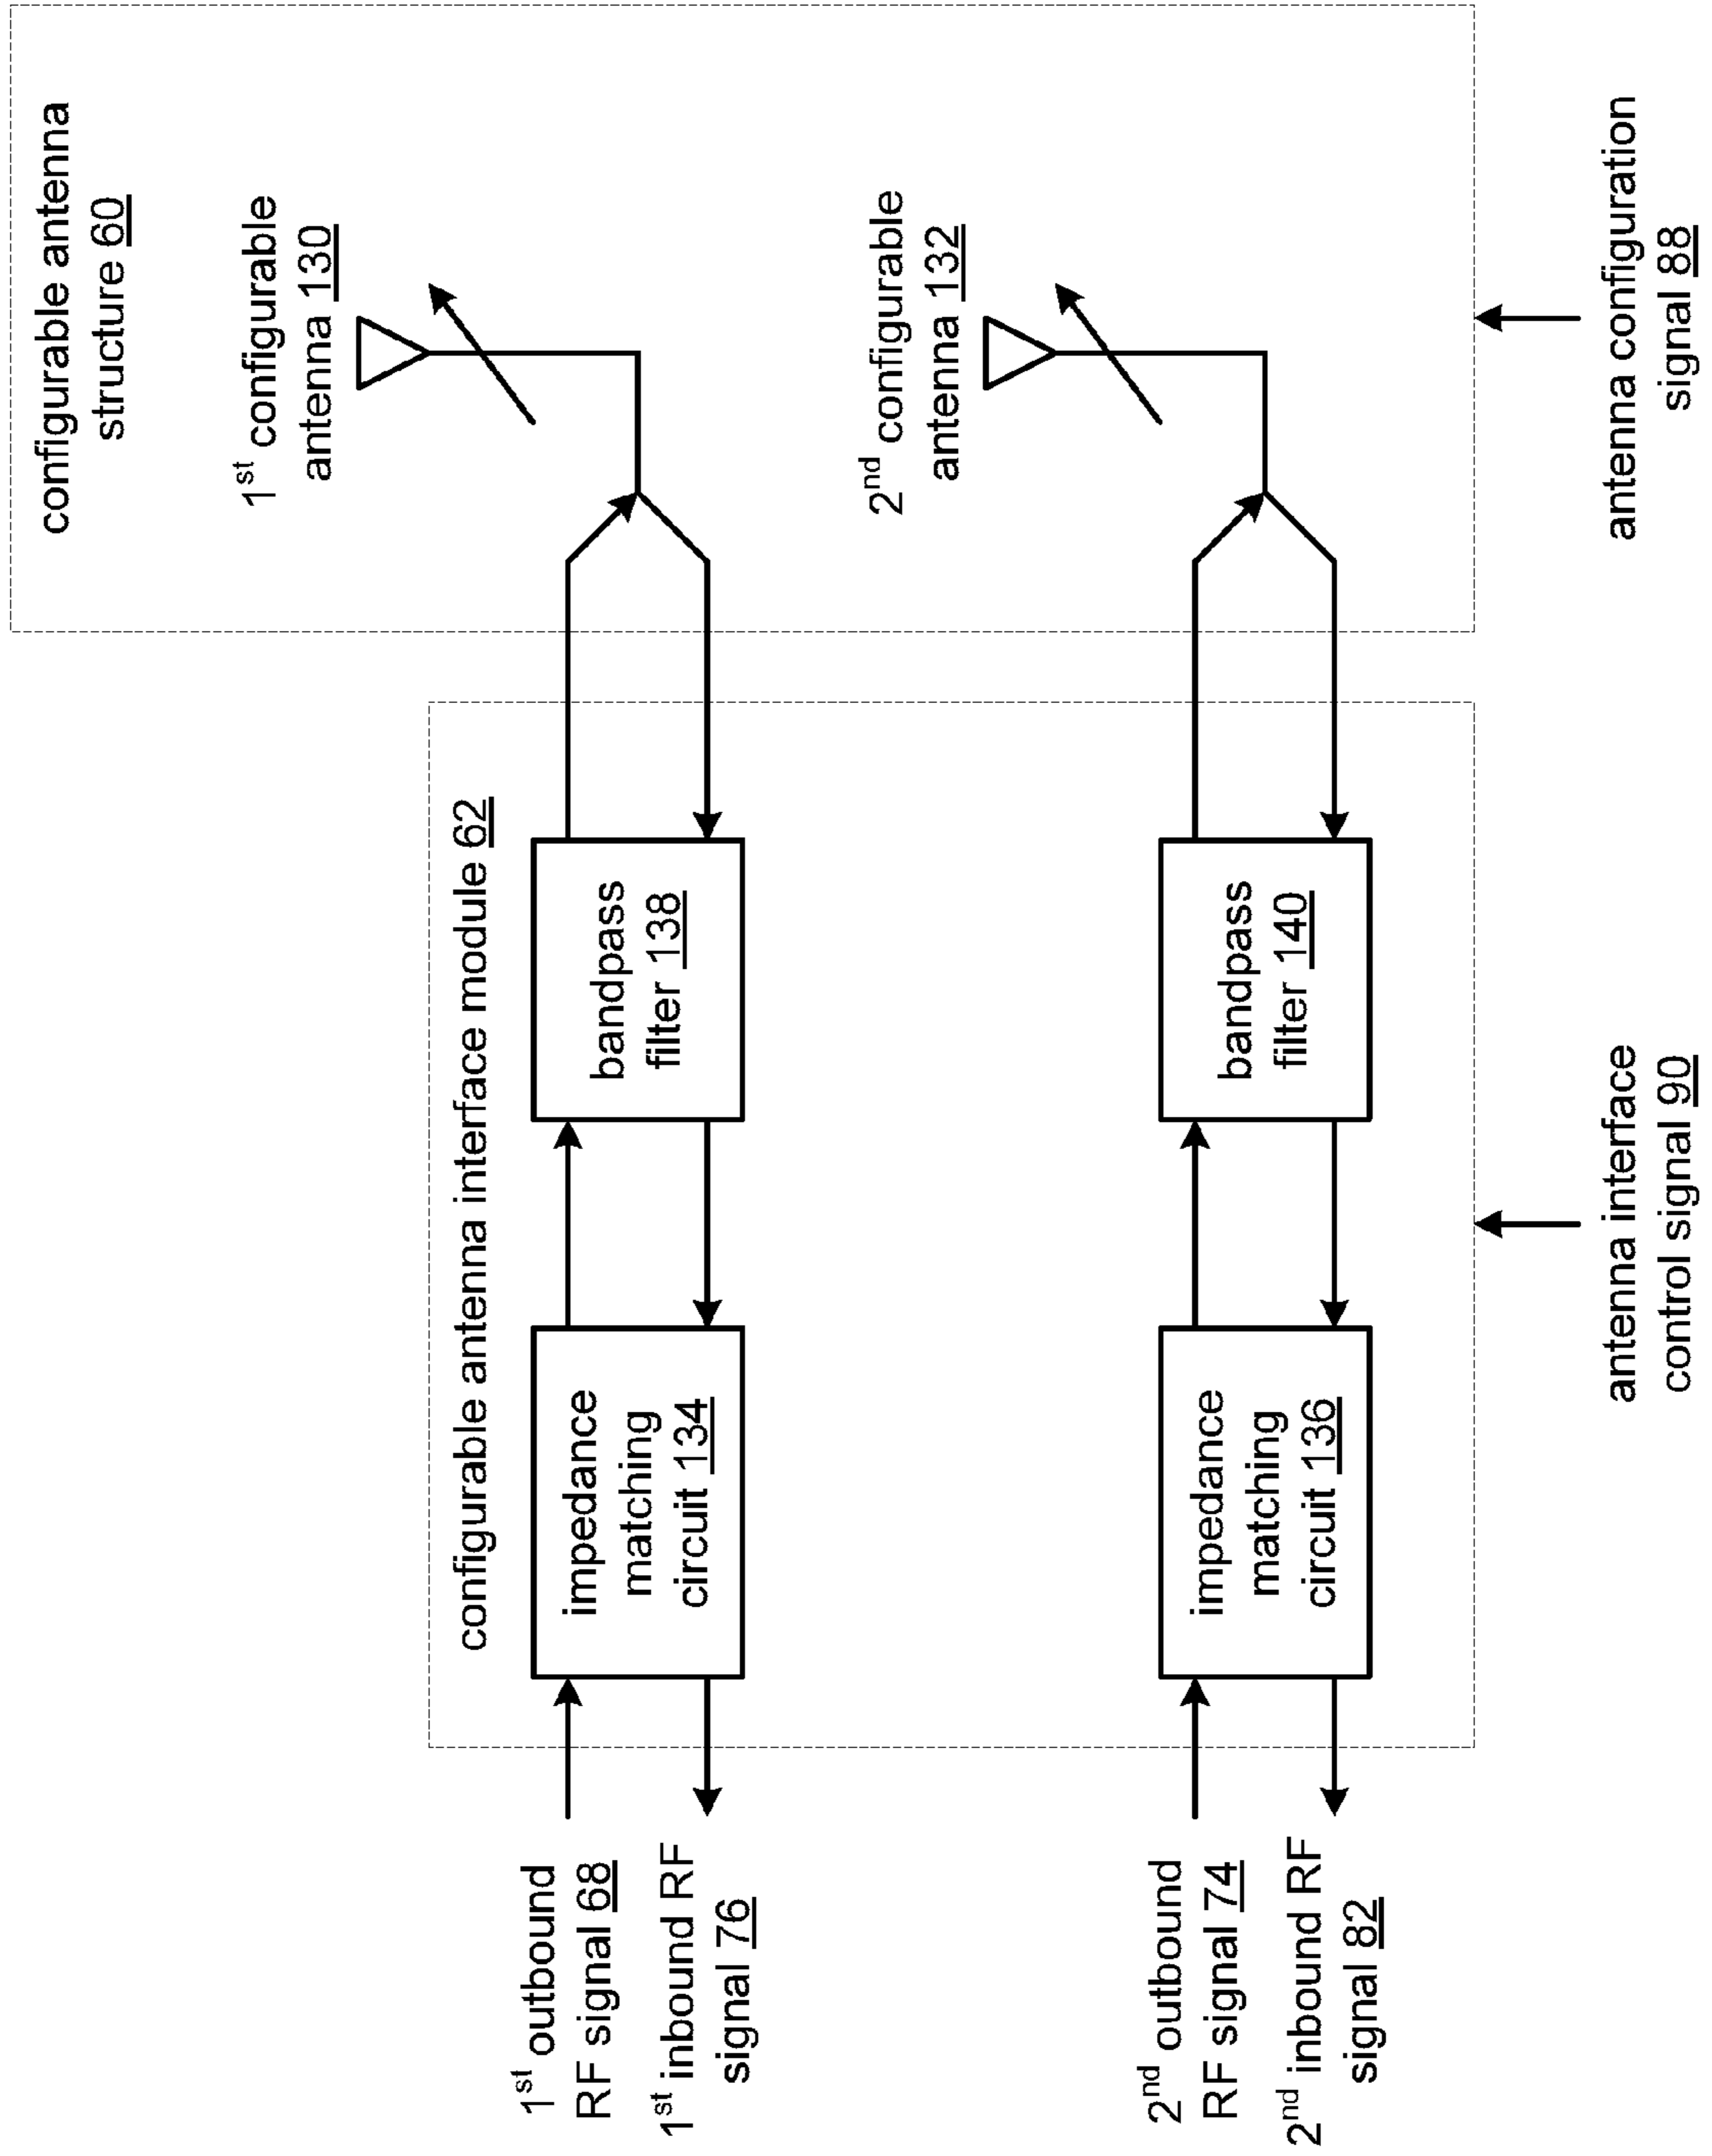 configurable antenna
structure 60
1st configurable
antenna 130
2nd configurable
antenna 132
antenna configuration
signal 88
configurable antenna interface module 62
bandpass
filter 138
bandpass
filter 140
impedance
matching
circuit 134
impedance
matching
circuit 136
antenna interface
control signal 90
1st outbound
RF signal 68
1st inbound RF
signal 76
2nd outbound
RF signal 74
2nd inbound RF
signal 82